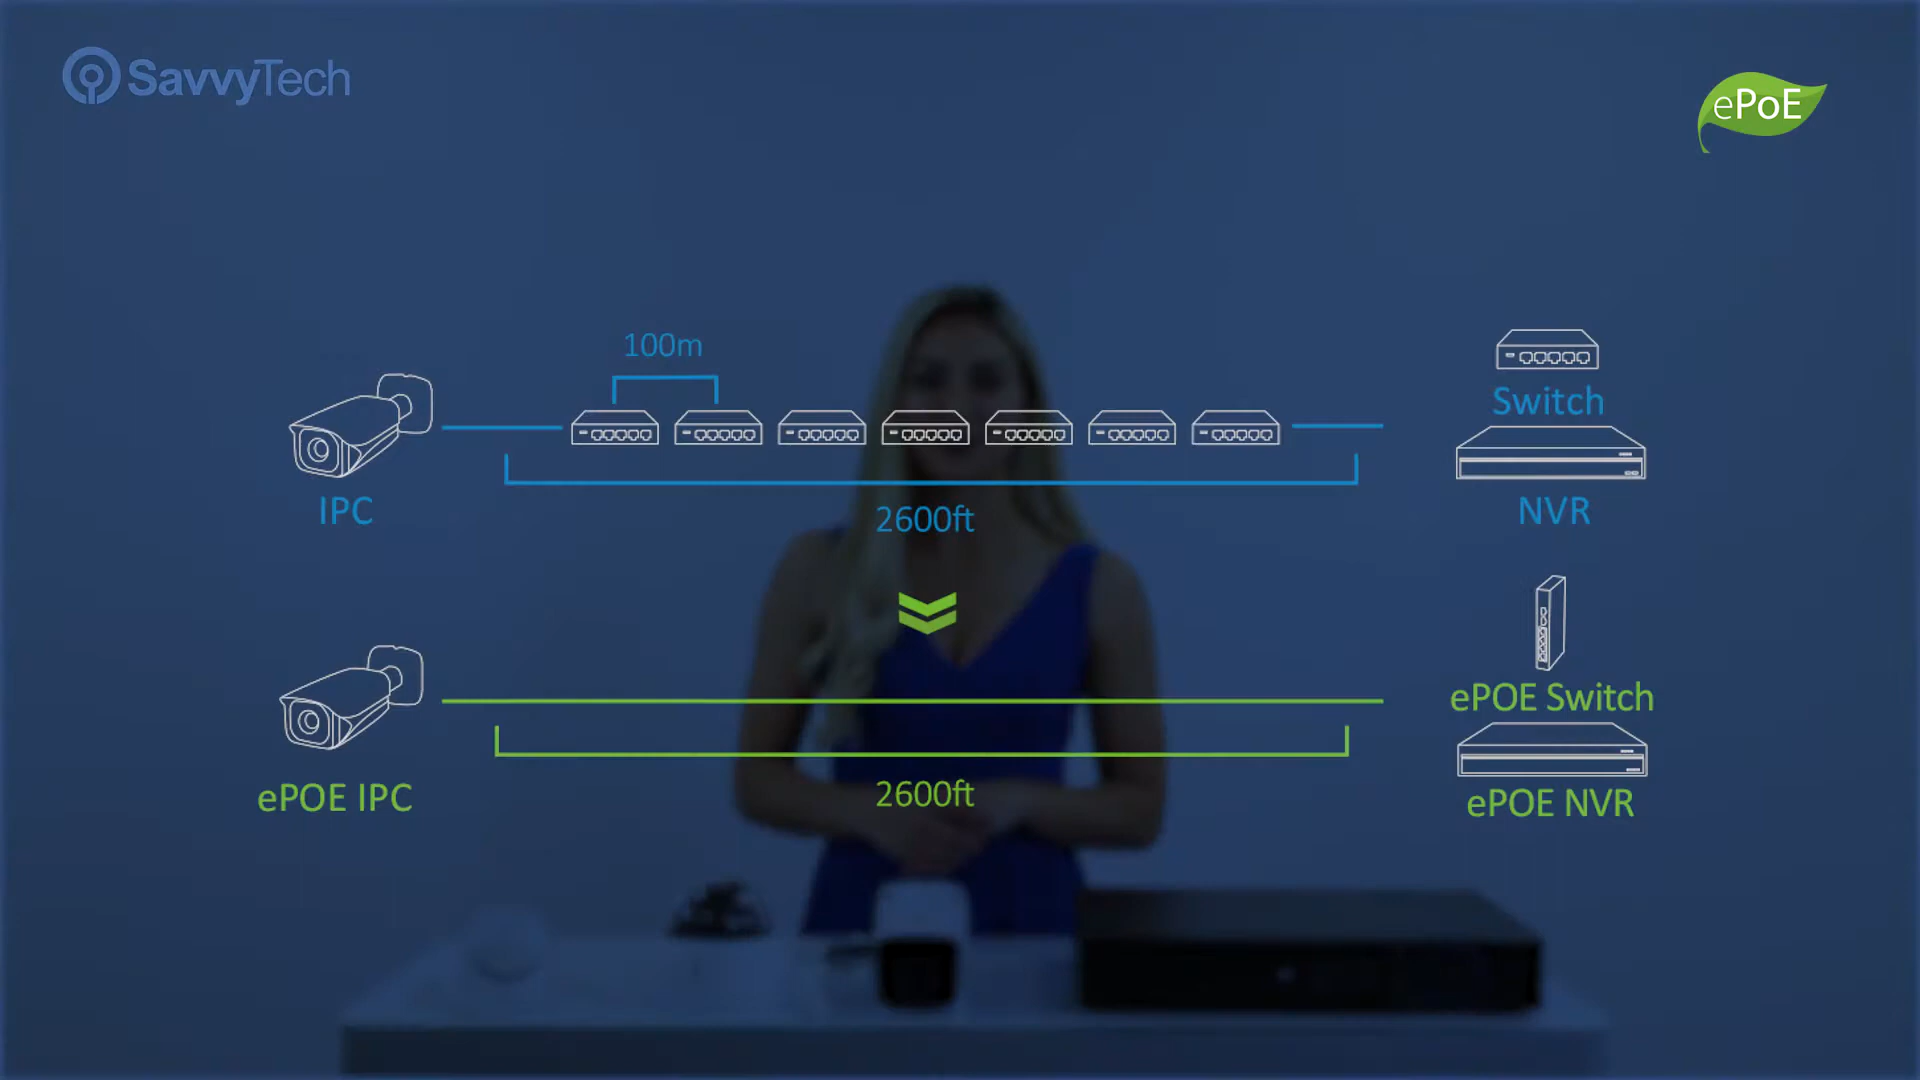 SavvyTech
ePoE
100m
IPC
2600ft
Switch
NVR
ePOE IPC
2600ft
ePOE Switch
ePOE NVR